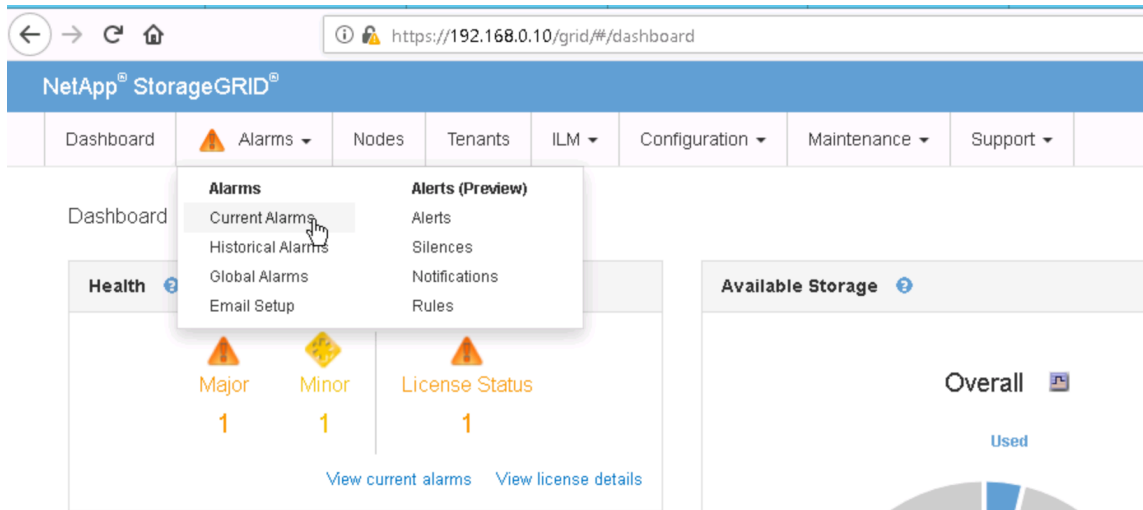 https://192.168.0.10/grid/#/dashboard
NetApp® StorageGRID®
Dashboard Alarms Nodes Tenants ILM Configuration Maintenance Support
Alarms Alerts (Preview)
Dashboard Current Alarms Alerts
Historical Alarms Silences
Health Global Alarms Notifications Available Storage
Email Setup Rules
Major Minor License Status Overall
1 1 1 Used
View current alarms View license details